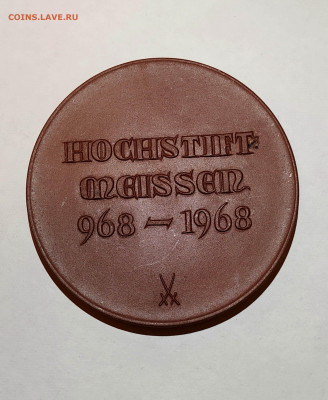 COINS.LAVE.RU
HOCHSTIFT
MEISSEN
968 – 1968